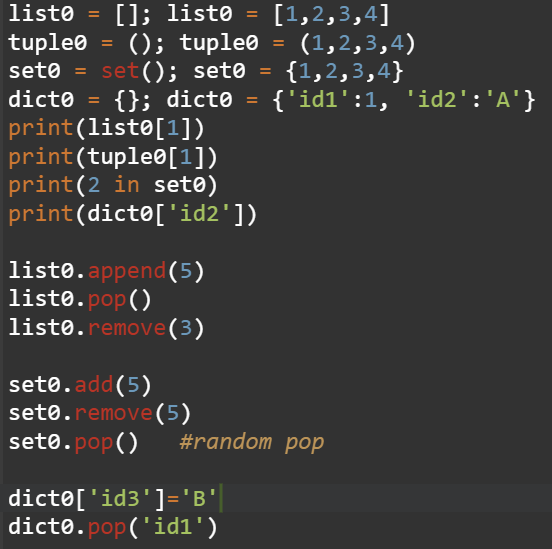 list0 = []; list0 = [1,2,3,4]
tuple0 = (); tuple0 = (1,2,3,4)
set0 = set(); set0 = {1,2,3,4}
dict0 = {}; dict0 = {'id1':1, 'id2':'A'}
print(list0[1])
print(tuple0[1])
print(2 in set0)
print(dict0['id2'])

list0.append(5)
list0.pop()
list0.remove(3)

set0.add(5)
set0.remove(5)
set0.pop()   #random pop

dict0['id3']='B'
dict0.pop('id1')